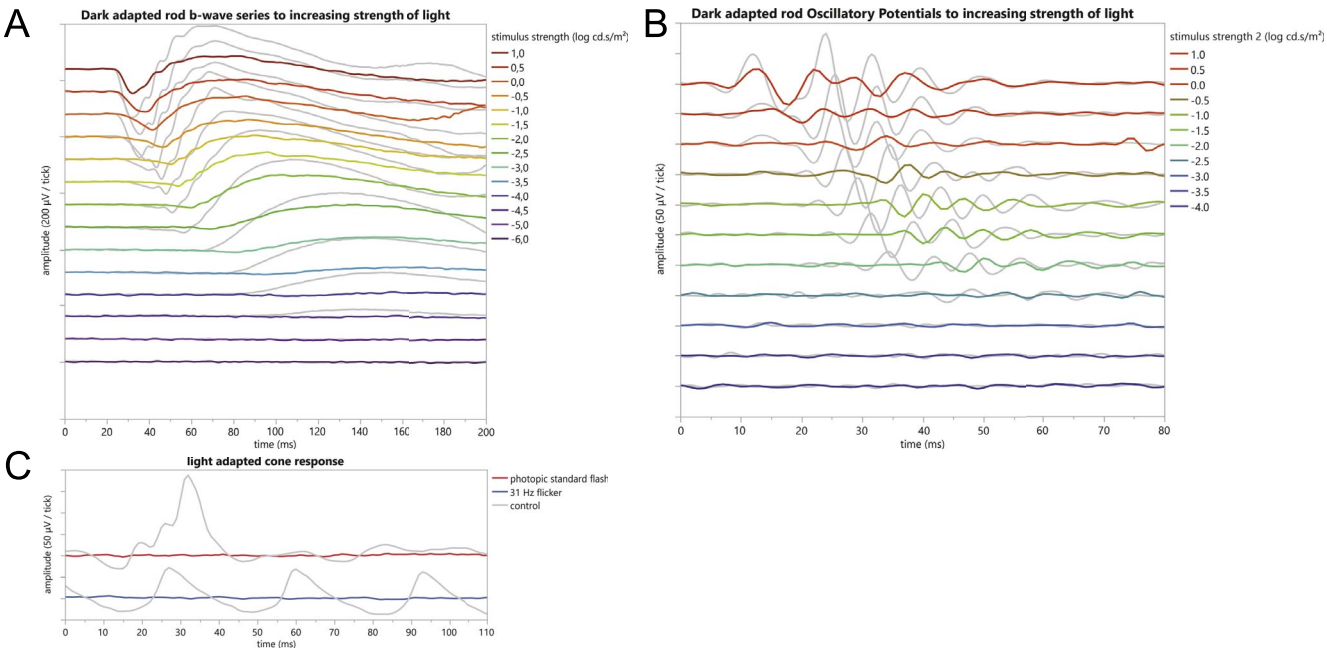 A
Dark adapted rod b-wave series to increasing strength of light
stimulus strength (log cd.s/m²)
1,0
0,5
0,0
-0,5
-1,0
-1,5
-2,0
-2,5
-3,0
-3,5
-4,0
-4,5
-5,0
-6,0
amplitude (200 µV / tick)
0 20 40 60 80 100 120 140 160 180 200
time (ms)
B
Dark adapted rod Oscillatory Potentials to increasing strength of light
stimulus strength 2 (log cd.s/m²)
1.0
0.5
0.0
-0.5
-1.0
-1.5
-2.0
-2.5
-3.0
-3.5
-4.0
amplitude (50 µV / tick)
0 10 20 30 40 50 60 70 80
time (ms)
C
light adapted cone response
photopic standard flash
31 Hz flicker
control
amplitude (50 µV / tick)
0 10 20 30 40 50 60 70 80 90 100 110
time (ms)